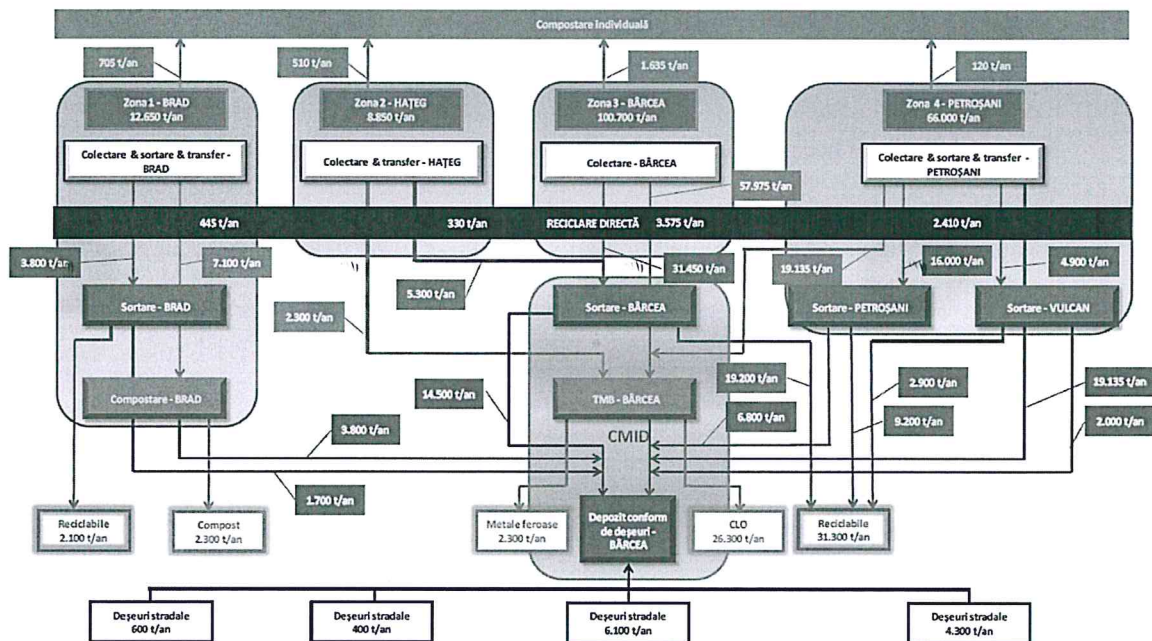 Compostare individuală
705 t/an
510 t/an
1.635 t/an
120 t/an
Zona 1 - BRAD
12.650 t/an
Zona 2 - HAȚEG
8.850 t/an
Zona 3 - BÂRCEA
100.700 t/an
Zona 4 - PETROȘANI
66.000 t/an
Colectare & sortare & transfer -
BRAD
Colectare & transfer - HAȚEG
Colectare - BÂRCEA
Colectare & sortare & transfer -
PETROȘANI
57.975 t/an
445 t/an
330 t/an
RECICLARE DIRECTĂ
3.575 t/an
2.410 t/an
3.800 t/an
7.100 t/an
5.300 t/an
31.450 t/an
19.135 t/an
16.000 t/an
4.900 t/an
Sortare - BRAD
2.300 t/an
Sortare - BÂRCEA
Sortare - PETROȘANI
Sortare - VULCAN
Compostare - BRAD
14.500 t/an
TMB - BÂRCEA
19.200 t/an
2.900 t/an
19.135 t/an
3.800 t/an
CMID
6.800 t/an
9.200 t/an
2.000 t/an
1.700 t/an
Reciclabile
2.100 t/an
Compost
2.300 t/an
Metale feroase
2.300 t/an
Depozit conform
de deșeuri -
BÂRCEA
CLO
26.300 t/an
Reciclabile
31.300 t/an
Deșeuri stradale
600 t/an
Deșeuri stradale
400 t/an
Deșeuri stradale
6.100 t/an
Deșeuri stradale
4.300 t/an